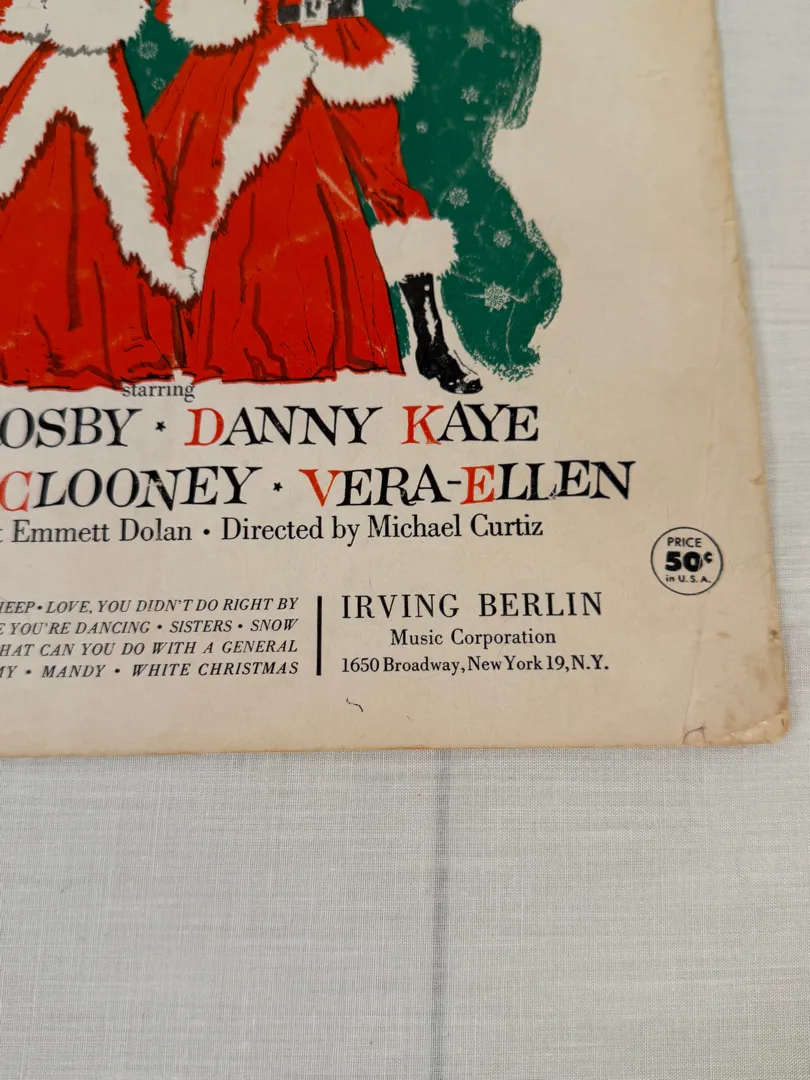 starring
OSBY ★ DANNY KAYE
CLOONEY ★ VERA-ELLEN
Emmett Dolan • Directed by Michael Curtiz
PRICE
50¢
in U.S.A.
HEEP • LOVE, YOU DIDN'T DO RIGHT BY
E YOU'RE DANCING • SISTERS • SNOW
HAT CAN YOU DO WITH A GENERAL
MY • MANDY • WHITE CHRISTMAS
IRVING BERLIN
Music Corporation
1650 Broadway, New York 19, N.Y.